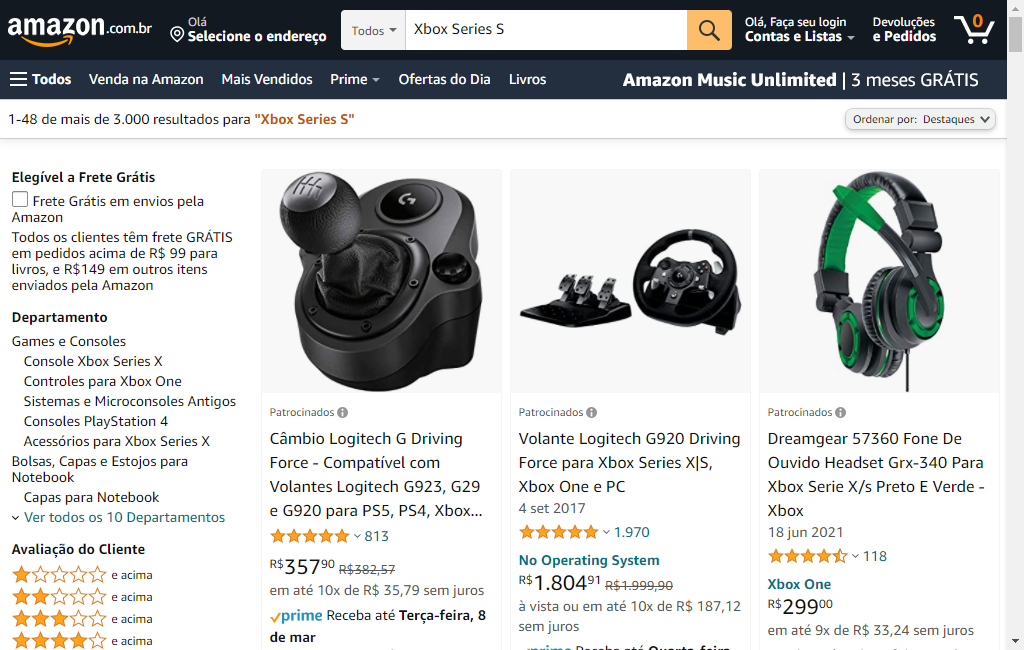 amazon.com.br
Olá
Selecione o endereço
Todos
Xbox Series S
Olá, Faça seu login
Contas e Listas
Devoluções
e Pedidos
0
Todos
Venda na Amazon
Mais Vendidos
Prime
Ofertas do Dia
Livros
Amazon Music Unlimited | 3 meses GRÁTIS
1-48 de mais de 3.000 resultados para "Xbox Series S"
Ordenar por: Destaques
Elegível a Frete Grátis
Frete Grátis em envios pela
Amazon
Todos os clientes têm frete GRÁTIS
em pedidos acima de R$ 99 para
livros, e R$149 em outros itens
enviados pela Amazon
Departamento
Games e Consoles
Console Xbox Series X
Controles para Xbox One
Sistemas e Microconsoles Antigos
Consoles PlayStation 4
Acessórios para Xbox Series X
Bolsas, Capas e Estojos para
Notebook
Capas para Notebook
Ver todos os 10 Departamentos
Avaliação do Cliente
e acima
e acima
e acima
e acima
Patrocinados
Câmbio Logitech G Driving
Force - Compatível com
Volantes Logitech G923, G29
e G920 para PS5, PS4, Xbox...
813
R$35790 R$382,57
em até 10x de R$ 35,79 sem juros
prime Receba até Terça-feira, 8
de mar
Patrocinados
Volante Logitech G920 Driving
Force para Xbox Series X|S,
Xbox One e PC
4 set 2017
1.970
No Operating System
R$1.80491 R$1.999,90
à vista ou em até 10x de R$ 187,12
sem juros
prime Receba até Quarta-feira,
Patrocinados
Dreamgear 57360 Fone De
Ouvido Headset Grx-340 Para
Xbox Serie X/s Preto E Verde -
Xbox
18 jun 2021
118
Xbox One
R$29900
em até 9x de R$ 33,24 sem juros